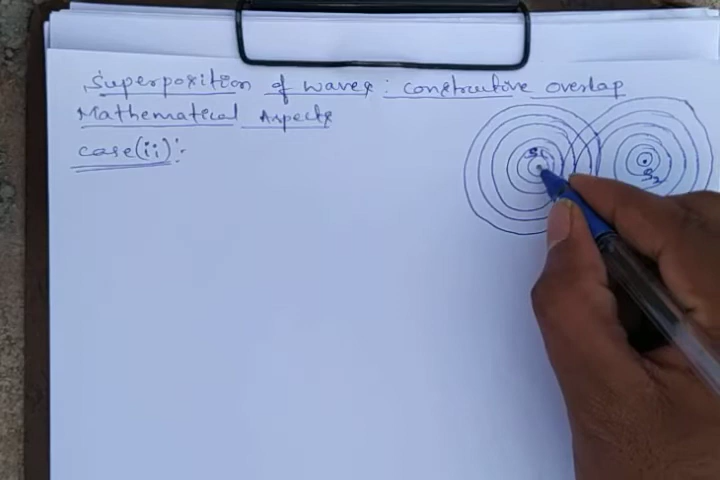 Superposition of waves: constructive overlap
Mathematical Aspects
case(ii):-
S1
S2